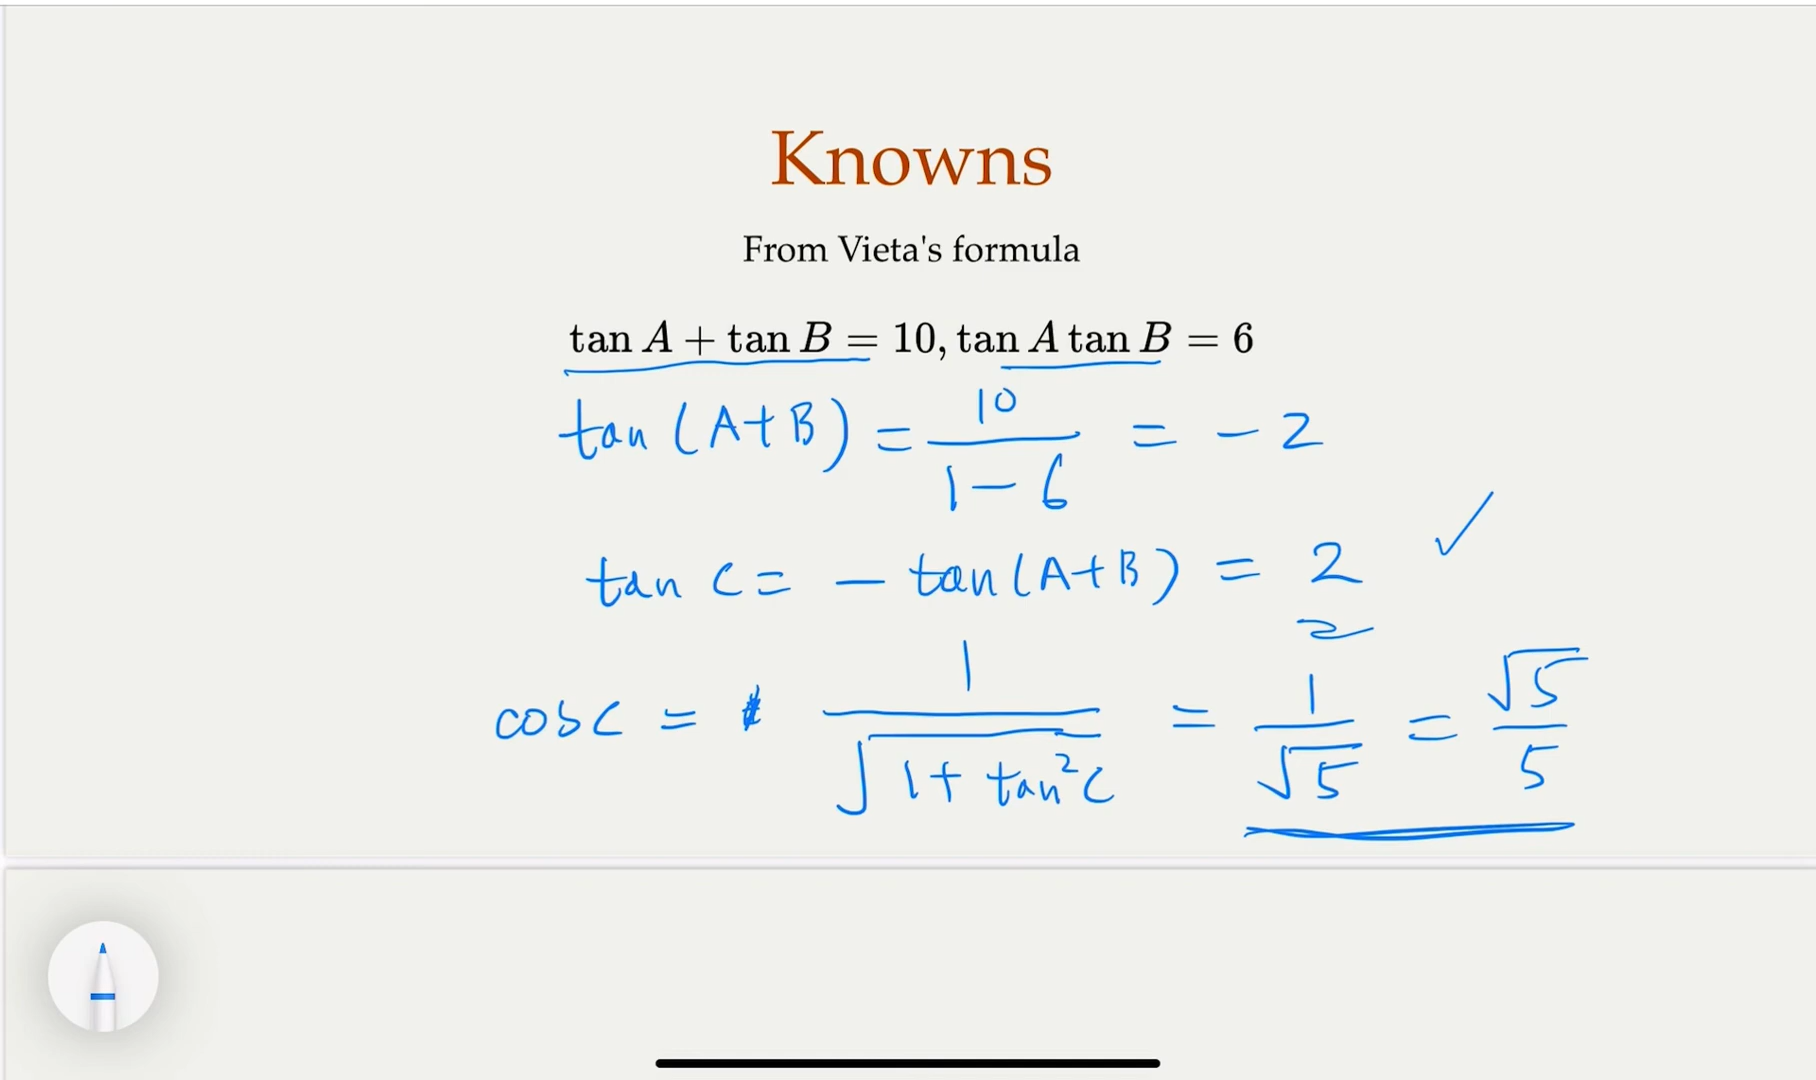 Knowns
From Vieta's formula
tan A + tan B = 10, tan A tan B = 6
tan (A+B) = 10/(1-6) = -2
tan C = - tan(A+B) = 2 ✓
cos C = 1/√(1+tan²C) = 1/√5 = √5/5